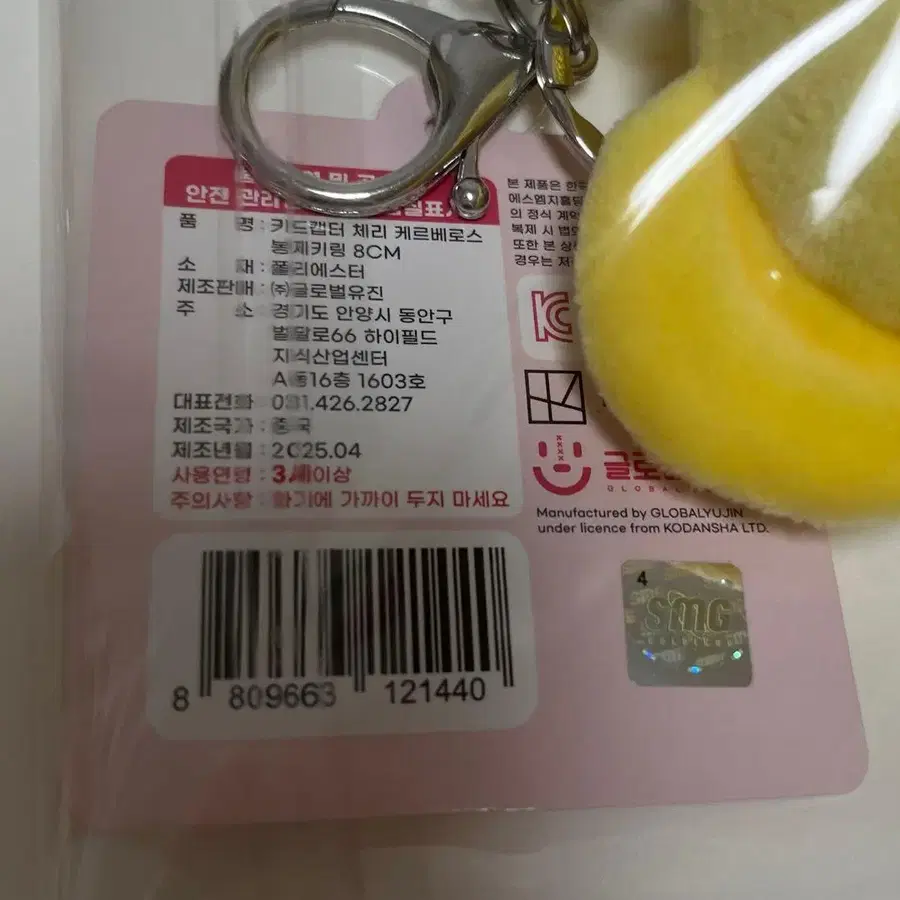 안전
품 명 : 카드캡터 체리 케르베로스
봉제키링 8CM
소 재 : 폴리에스터
제조판매 : ㈜글로벌유진
주 소 : 경기도 안양시 동안구
벌말로66 하이필드
지식산업센터
A동16층 1603호
대표전화 031.426.2827
제조국가 : 중국
제조년월 : 2025.04
사용연령 : 3세이상
주의사항 : 화기에 가까이 두지 마세요
8 809663 121440
본 제품은
의 정식
복제 시
또한 본
경우는
KC
Manufactured by GLOBALYUJIN
under licence from KODANSHA LTD.
4
SMG